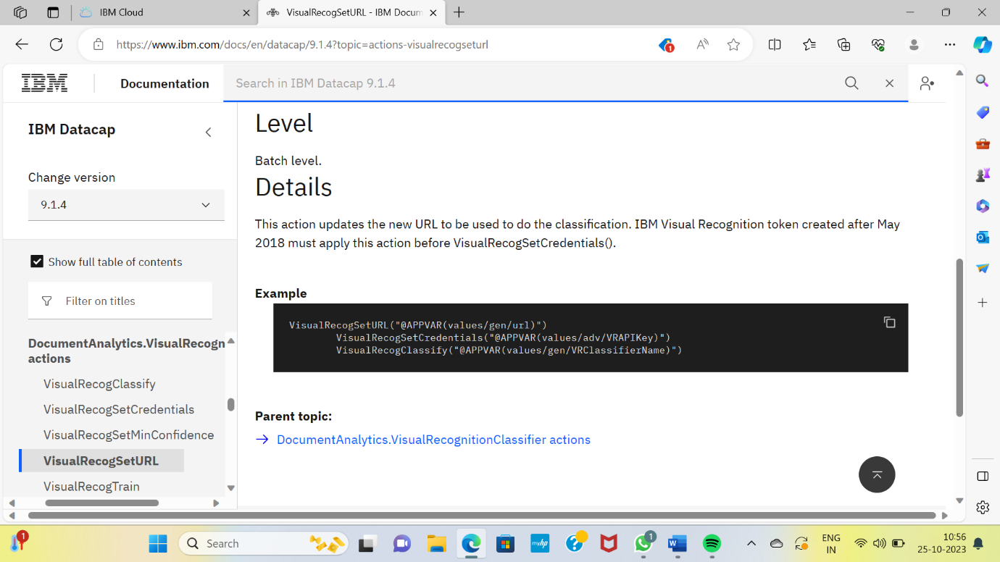 IBM Cloud
VisualRecogSetURL - IBM Docum
https://www.ibm.com/docs/en/datacap/9.1.4?topic=actions-visualrecogseturl
1
IBM
Documentation
Search in IBM Datacap 9.1.4
IBM Datacap
Change version
9.1.4
Show full table of contents
Filter on titles
DocumentAnalytics.VisualRecogn
actions
VisualRecogClassify
VisualRecogSetCredentials
VisualRecogSetMinConfidence
VisualRecogSetURL
VisualRecogTrain
Level
Batch level.
Details
This action updates the new URL to be used to do the classification. IBM Visual Recognition token created after May
2018 must apply this action before VisualRecogSetCredentials().
Example
VisualRecogSetURL("@APPVAR(values/gen/url)")
VisualRecogSetCredentials("@APPVAR(values/adv/VRAPIKey)")
VisualRecogClassify("@APPVAR(values/gen/VRClassifierName)")
Parent topic:
DocumentAnalytics.VisualRecognitionClassifier actions
1
Search
myhp
1
ENG
IN
10:56
25-10-2023